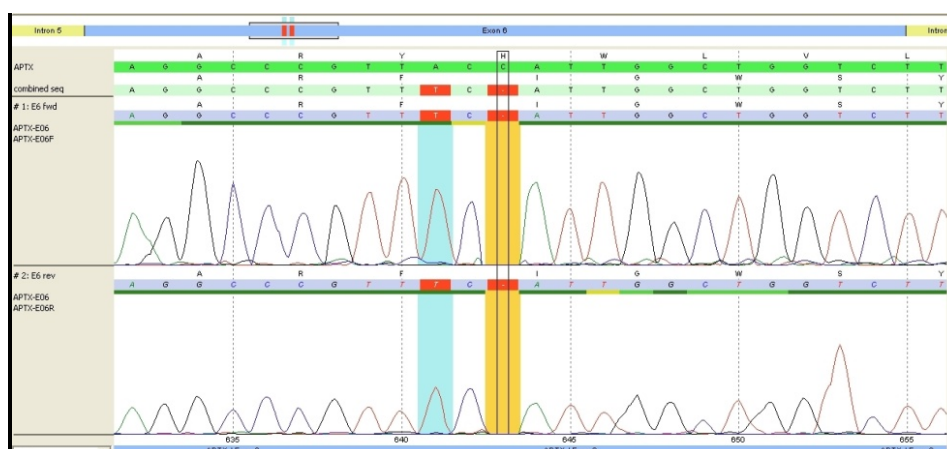 Intron 5 Exon 6 Intron
A R Y H W L V L
APTX A G G C C C G T T A C C A T T G G C T G G T C T T
A R F I G W S Y
combined seq A G G C C C G T T T C A T T G G C T G G T C T T
# 1: E6 fwd A R F I G W S Y
A G G C C C G T T T C - A T T G G C T G G T C T T
APTX-E06
APTX-E06F
# 2: E6 rev A R F I G W S Y
A G G C C C G T T T C - A T T G G C T G G T C T T
APTX-E06
APTX-E06R
635 640 645 650 655